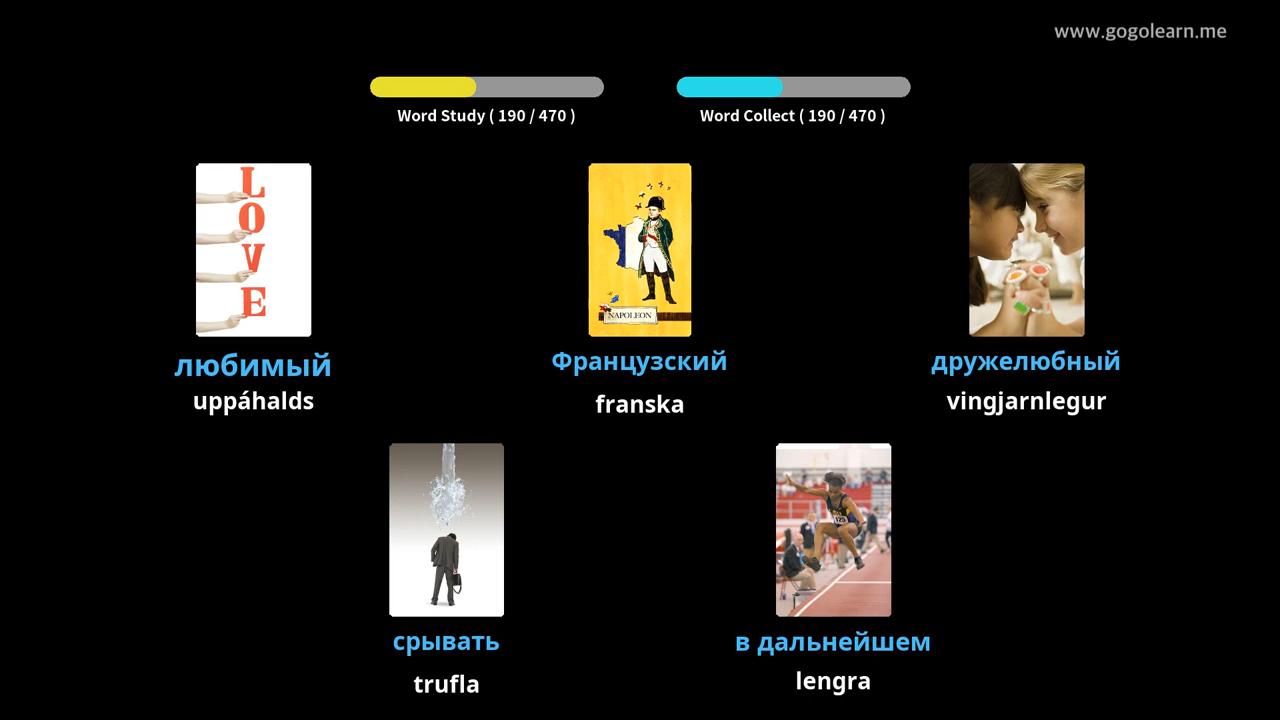 www.gogolearn.me
Word Study ( 190 / 470 )
Word Collect ( 190 / 470 )
L
O
V
E
NAPOLEON
любимый
uppáhalds
Французский
franska
дружелюбный
vingjarnlegur
срывать
trufla
в дальнейшем
lengra